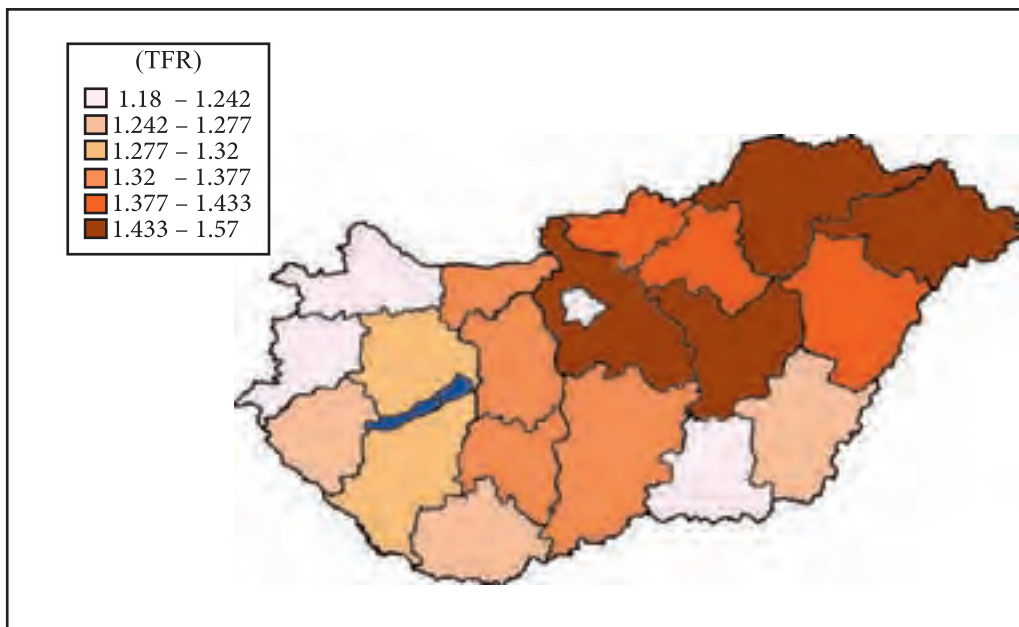 (TFR)
1.18 – 1.242
1.242 – 1.277
1.277 – 1.32
1.32 – 1.377
1.377 – 1.433
1.433 – 1.57